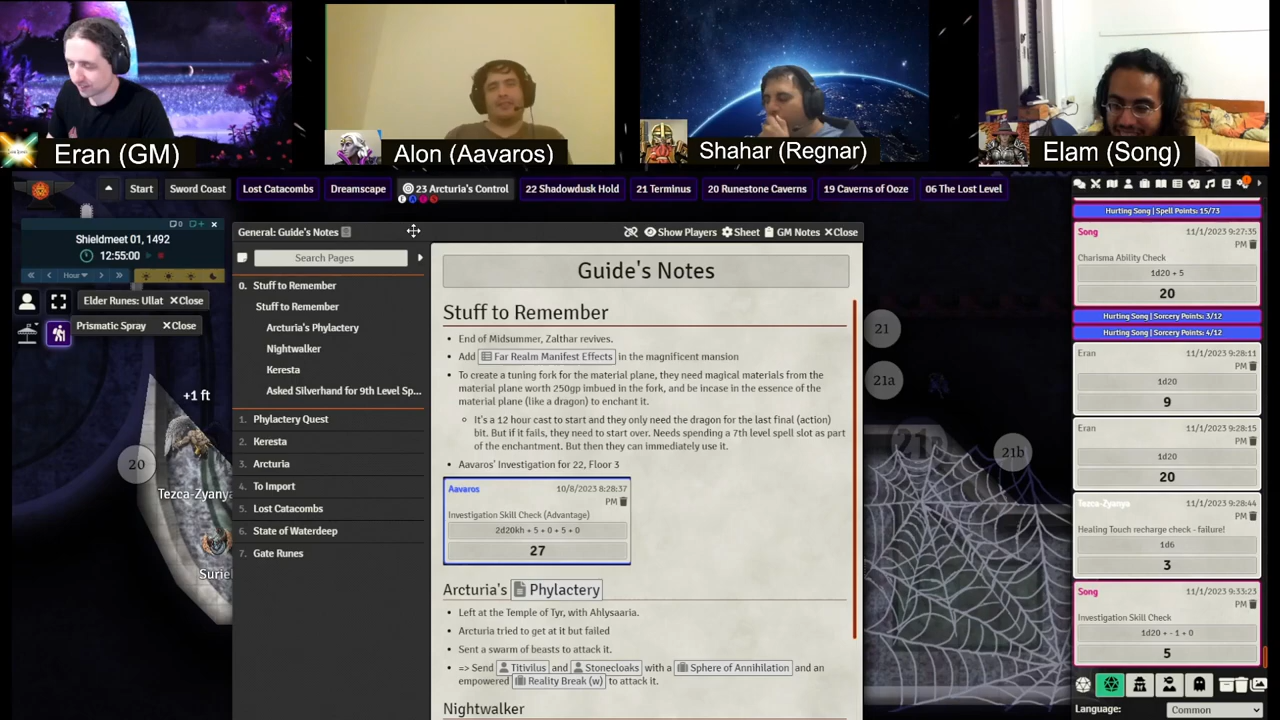 Eran (GM)
Alon (Aavaros)
Shahar (Regnar)
Elam (Song)
Start
Sword Coast
Lost Catacombs
Dreamscape
23 Arcturia's Control
22 Shadowdusk Hold
21 Terminus
20 Runestone Caverns
19 Caverns of Ooze
06 The Lost Level
E A T S
0
Shieldmeet 01, 1492
12:55:00
Hour
Elder Runes: Ullat
Close
Prismatic Spray
Close
+1 ft
20
Tezca-Zyanya
Surie
General: Guide's Notes
Show Players
Sheet
GM Notes
Close
Search Pages
0. Stuff to Remember
Stuff to Remember
Arcturia's Phylactery
Nightwalker
Keresta
Asked Silverhand for 9th Level Sp...
1. Phylactery Quest
2. Keresta
3. Arcturia
4. To Import
5. Lost Catacombs
6. State of Waterdeep
7. Gate Runes
Guide's Notes
Stuff to Remember
End of Midsummer, Zalthar revives.
Add Far Realm Manifest Effects in the magnificent mansion
To create a tuning fork for the material plane, they need magical materials from the
material plane worth 250gp imbued in the fork, and be incase in the essence of the
material plane (like a dragon) to enchant it.
It's a 12 hour cast to start and they only need the dragon for the last final (action)
bit. But if it fails, they need to start over. Needs spending a 7th level spell slot as part
of the enchantment. But then they can immediately use it.
Aavaros' Investigation for 22, Floor 3
Aavaros
10/8/2023 8:28:37
PM
Investigation Skill Check (Advantage)
2d20kh + 5 + 0 + 5 + 0
27
Arcturia's Phylactery
Left at the Temple of Tyr, with Ahlysaaria.
Arcturia tried to get at it but failed
Sent a swarm of beasts to attack it.
=> Send Titivilus and Stonecloaks with a Sphere of Annihilation and an
empowered Reality Break (w) to attack it.
Nightwalker
21
21a
21b
Hurting Song | Spell Points: 15/73
Song
11/1/2023 9:27:35
PM
Charisma Ability Check
1d20 + 5
20
Hurting Song | Sorcery Points: 3/12
Hurting Song | Sorcery Points: 4/12
Eran
11/1/2023 9:28:11
PM
1d20
9
Eran
11/1/2023 9:28:15
PM
1d20
20
Tezca-Zyanya
11/1/2023 9:28:44
PM
Healing Touch recharge check - failure!
1d6
3
Song
11/1/2023 9:33:23
PM
Investigation Skill Check
1d20 + - 1 + 0
5
Language:
Common